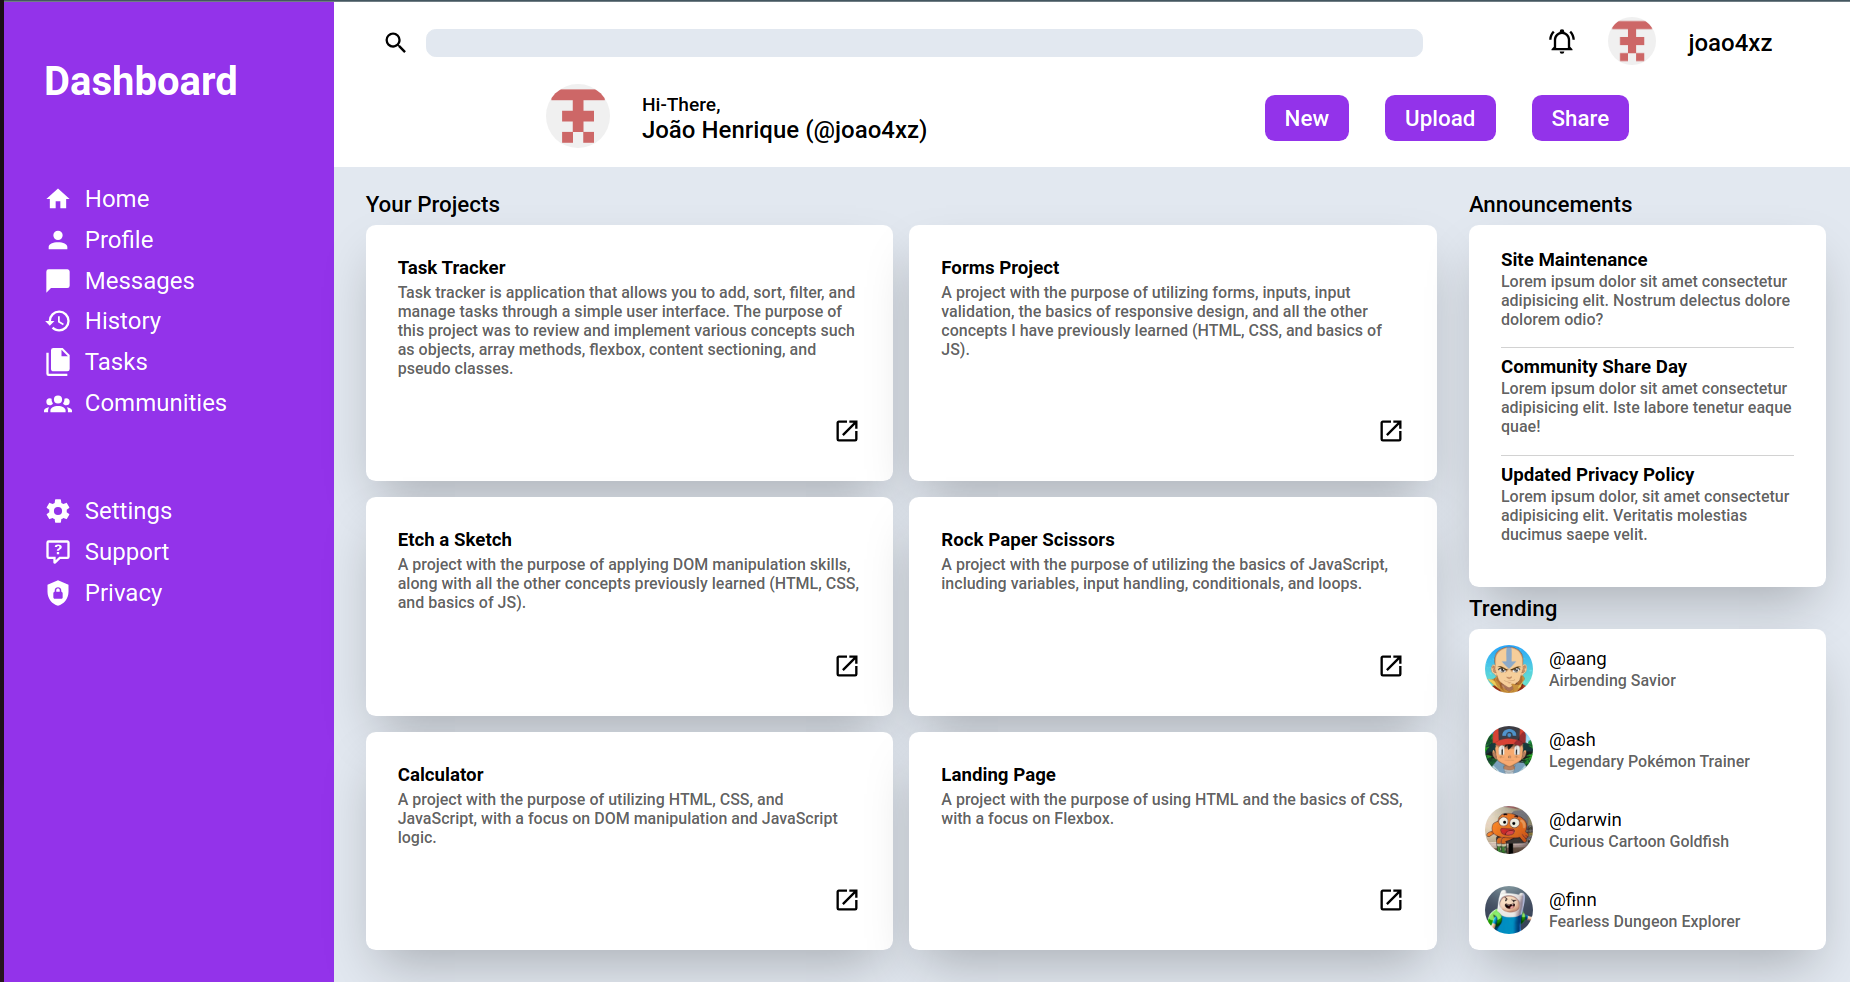 Dashboard
Home
Profile
Messages
History
Tasks
Communities
Settings
Support
Privacy
joao4xz
Hi-There,
João Henrique (@joao4xz)
New
Upload
Share
Your Projects
Task Tracker
Task tracker is application that allows you to add, sort, filter, and
manage tasks through a simple user interface. The purpose of
this project was to review and implement various concepts such
as objects, array methods, flexbox, content sectioning, and
pseudo classes.
Forms Project
A project with the purpose of utilizing forms, inputs, input
validation, the basics of responsive design, and all the other
concepts I have previously learned (HTML, CSS, and basics of
JS).
Etch a Sketch
A project with the purpose of applying DOM manipulation skills,
along with all the other concepts previously learned (HTML, CSS,
and basics of JS).
Rock Paper Scissors
A project with the purpose of utilizing the basics of JavaScript,
including variables, input handling, conditionals, and loops.
Calculator
A project with the purpose of utilizing HTML, CSS, and
JavaScript, with a focus on DOM manipulation and JavaScript
logic.
Landing Page
A project with the purpose of using HTML and the basics of CSS,
with a focus on Flexbox.
Announcements
Site Maintenance
Lorem ipsum dolor sit amet consectetur
adipisicing elit. Nostrum delectus dolore
dolorem odio?
Community Share Day
Lorem ipsum dolor sit amet consectetur
adipisicing elit. Iste labore tenetur eaque
quae!
Updated Privacy Policy
Lorem ipsum dolor, sit amet consectetur
adipisicing elit. Veritatis molestias
ducimus saepe velit.
Trending
@aang
Airbending Savior
@ash
Legendary Pokémon Trainer
@darwin
Curious Cartoon Goldfish
@finn
Fearless Dungeon Explorer